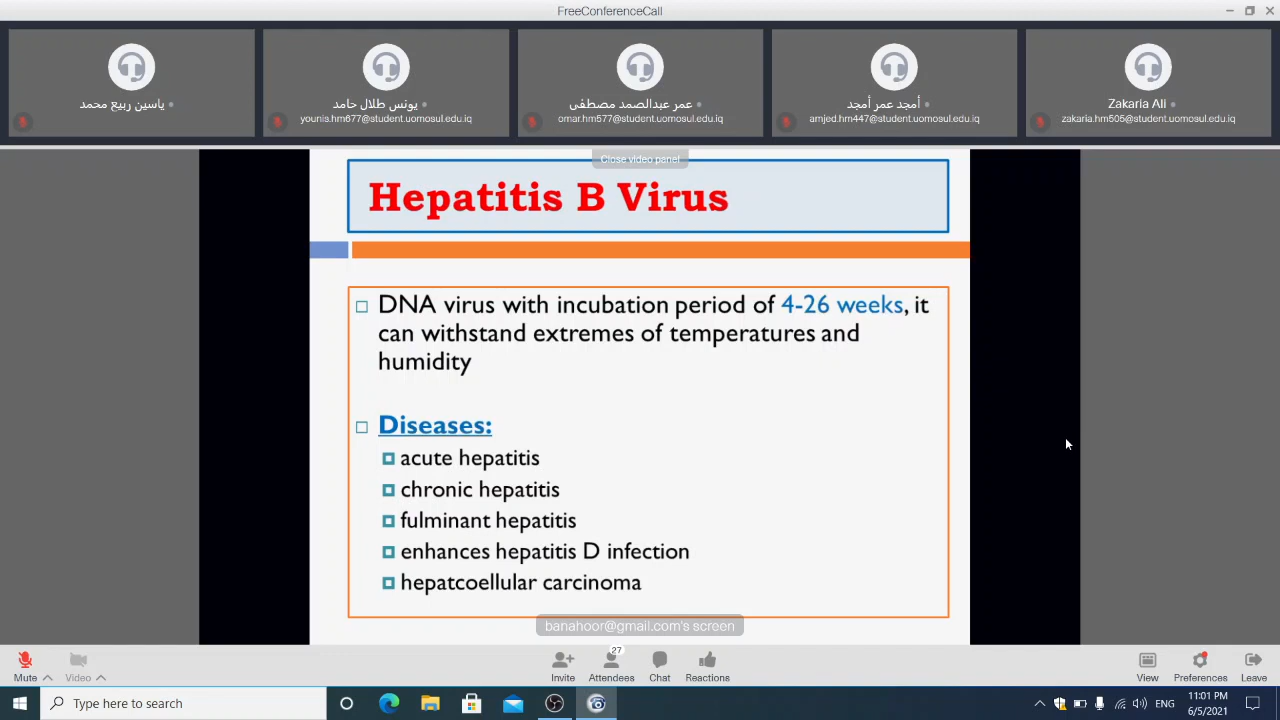 FreeConferenceCall
ياسين ربيع محمد
يونس طلال حامد
younis.hm677@student.uomosul.edu.iq
عمر عبدالصمد مصطفى
omar.hm577@student.uomosul.edu.iq
أمجد عمر أمجد
amjed.hm447@student.uomosul.edu.iq
Zakaria Ali
zakaria.hm505@student.uomosul.edu.iq
Close video panel
Hepatitis B Virus
DNA virus with incubation period of 4-26 weeks, it
can withstand extremes of temperatures and
humidity
Diseases:
acute hepatitis
chronic hepatitis
fulminant hepatitis
enhances hepatitis D infection
hepatcoellular carcinoma
banahoor@gmail.com's screen
27
Mute
Video
Invite
Attendees
Chat
Reactions
View
Preferences
Leave
Type here to search
ENG
11:01 PM
6/5/2021